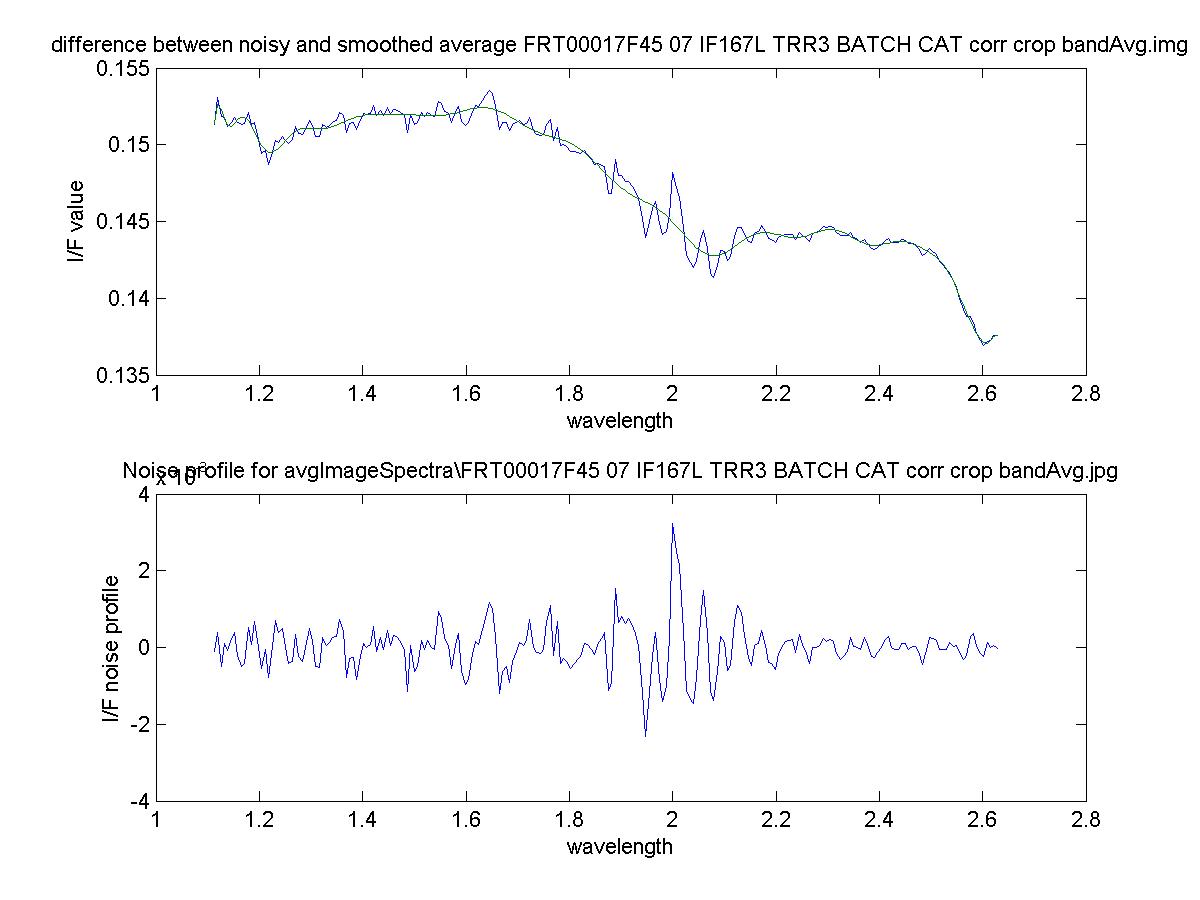 difference between noisy and smoothed average FRT00017F45 07 IF167L TRR3 BATCH CAT corr crop bandAvg.img
0.155
0.15
0.145
0.14
0.135
I/F value
1 1.2 1.4 1.6 1.8 2 2.2 2.4 2.6 2.8
wavelength
Noise profile for avgImageSpectra\FRT00017F45 07 IF167L TRR3 BATCH CAT corr crop bandAvg.jpg
x 10-3
4
2
0
-2
-4
I/F noise profile
1 1.2 1.4 1.6 1.8 2 2.2 2.4 2.6 2.8
wavelength